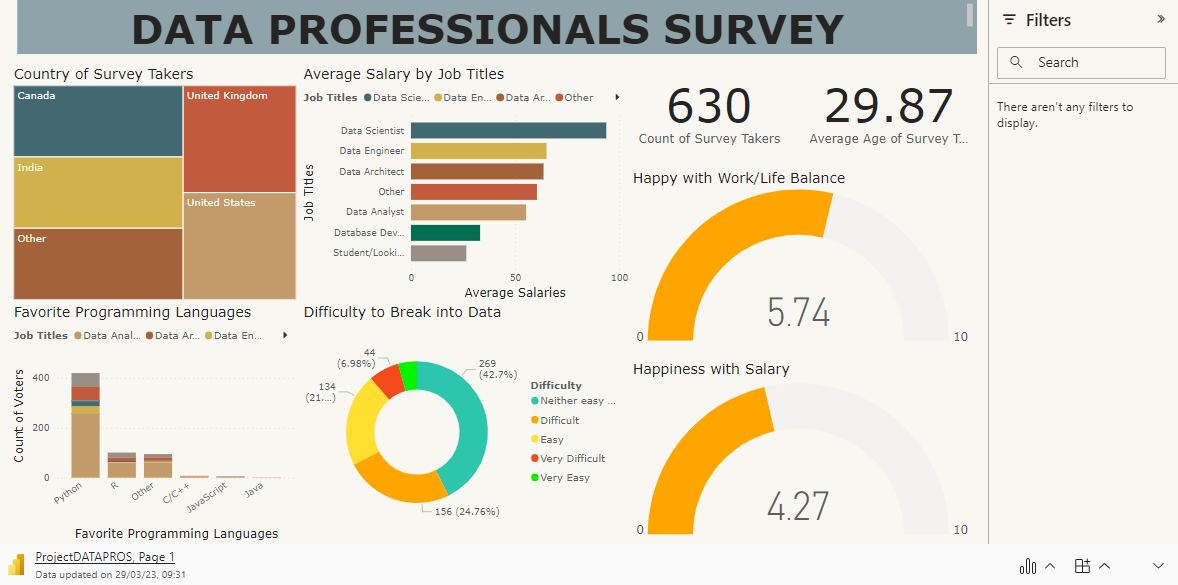 DATA PROFESSIONALS SURVEY
Filters
Search
There aren't any filters to
display.
Country of Survey Takers
Canada
United Kingdom
India
United States
Other
Average Salary by Job Titles
Job Titles Data Scie... Data En... Data Ar... Other
Job Titles
Data Scientist
Data Engineer
Data Architect
Other
Data Analyst
Database Dev...
Student/Looki...
0 50 100
Average Salaries
630
Count of Survey Takers
29.87
Average Age of Survey T...
Happy with Work/Life Balance
5.74
0 10
Favorite Programming Languages
Job Titles Data Anal... Data Ar... Data En...
Count of Voters
400
200
0
Python R Other C/C++ JavaScript Java
Favorite Programming Languages
Difficulty to Break into Data
44
(6.98%)
269
(42.7%)
134
(21....)
156 (24.76%)
Difficulty
Neither easy ...
Difficult
Easy
Very Difficult
Very Easy
Happiness with Salary
4.27
0 10
ProjectDATAPROS, Page 1
Data updated on 29/03/23, 09:31